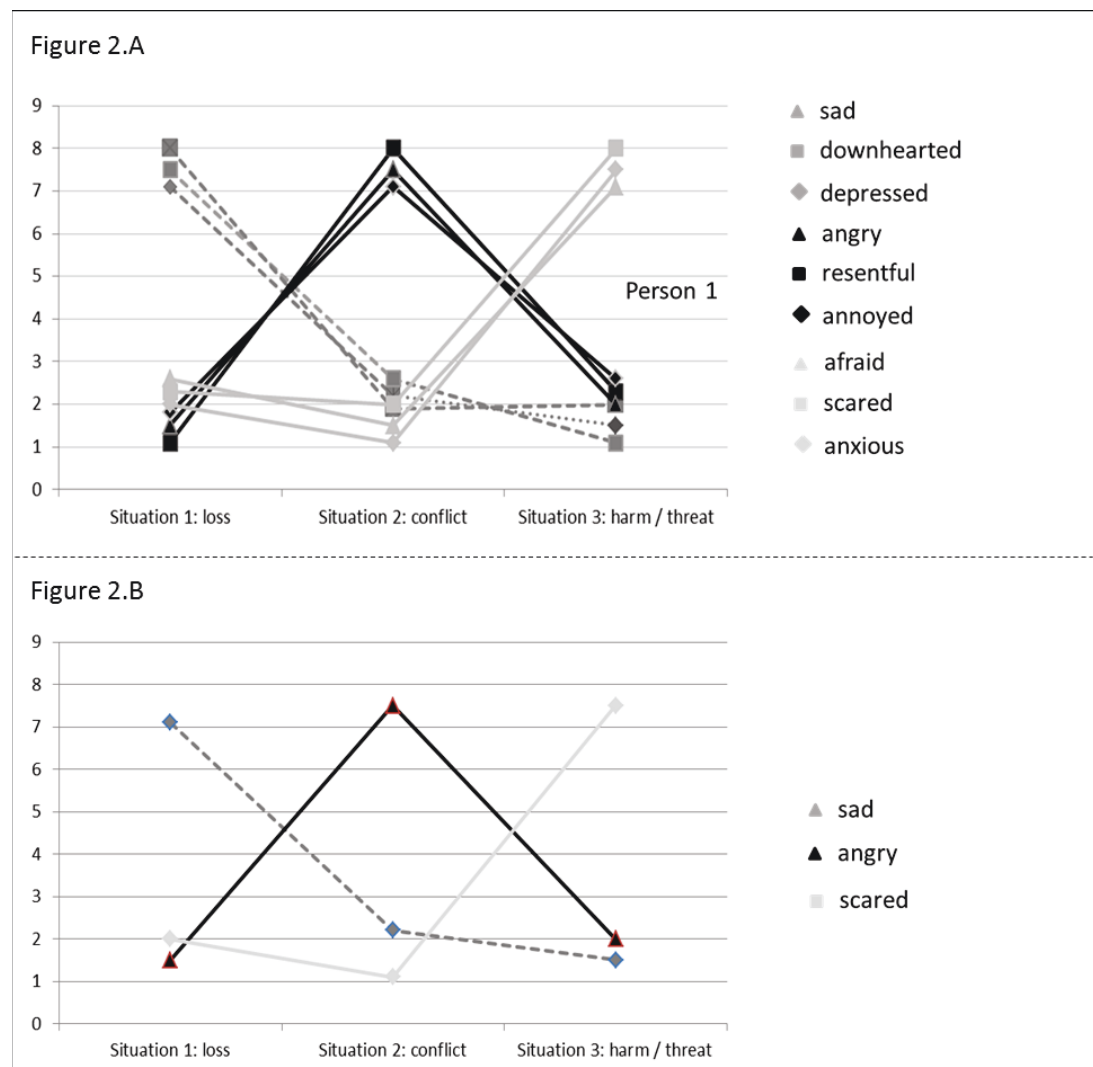 Figure 2.A
9
8
7
6
5
4
3
2
1
0
Person 1
Situation 1: loss
Situation 2: conflict
Situation 3: harm / threat
sad
downhearted
depressed
angry
resentful
annoyed
afraid
scared
anxious
Figure 2.B
9
8
7
6
5
4
3
2
1
0
Situation 1: loss
Situation 2: conflict
Situation 3: harm / threat
sad
angry
scared